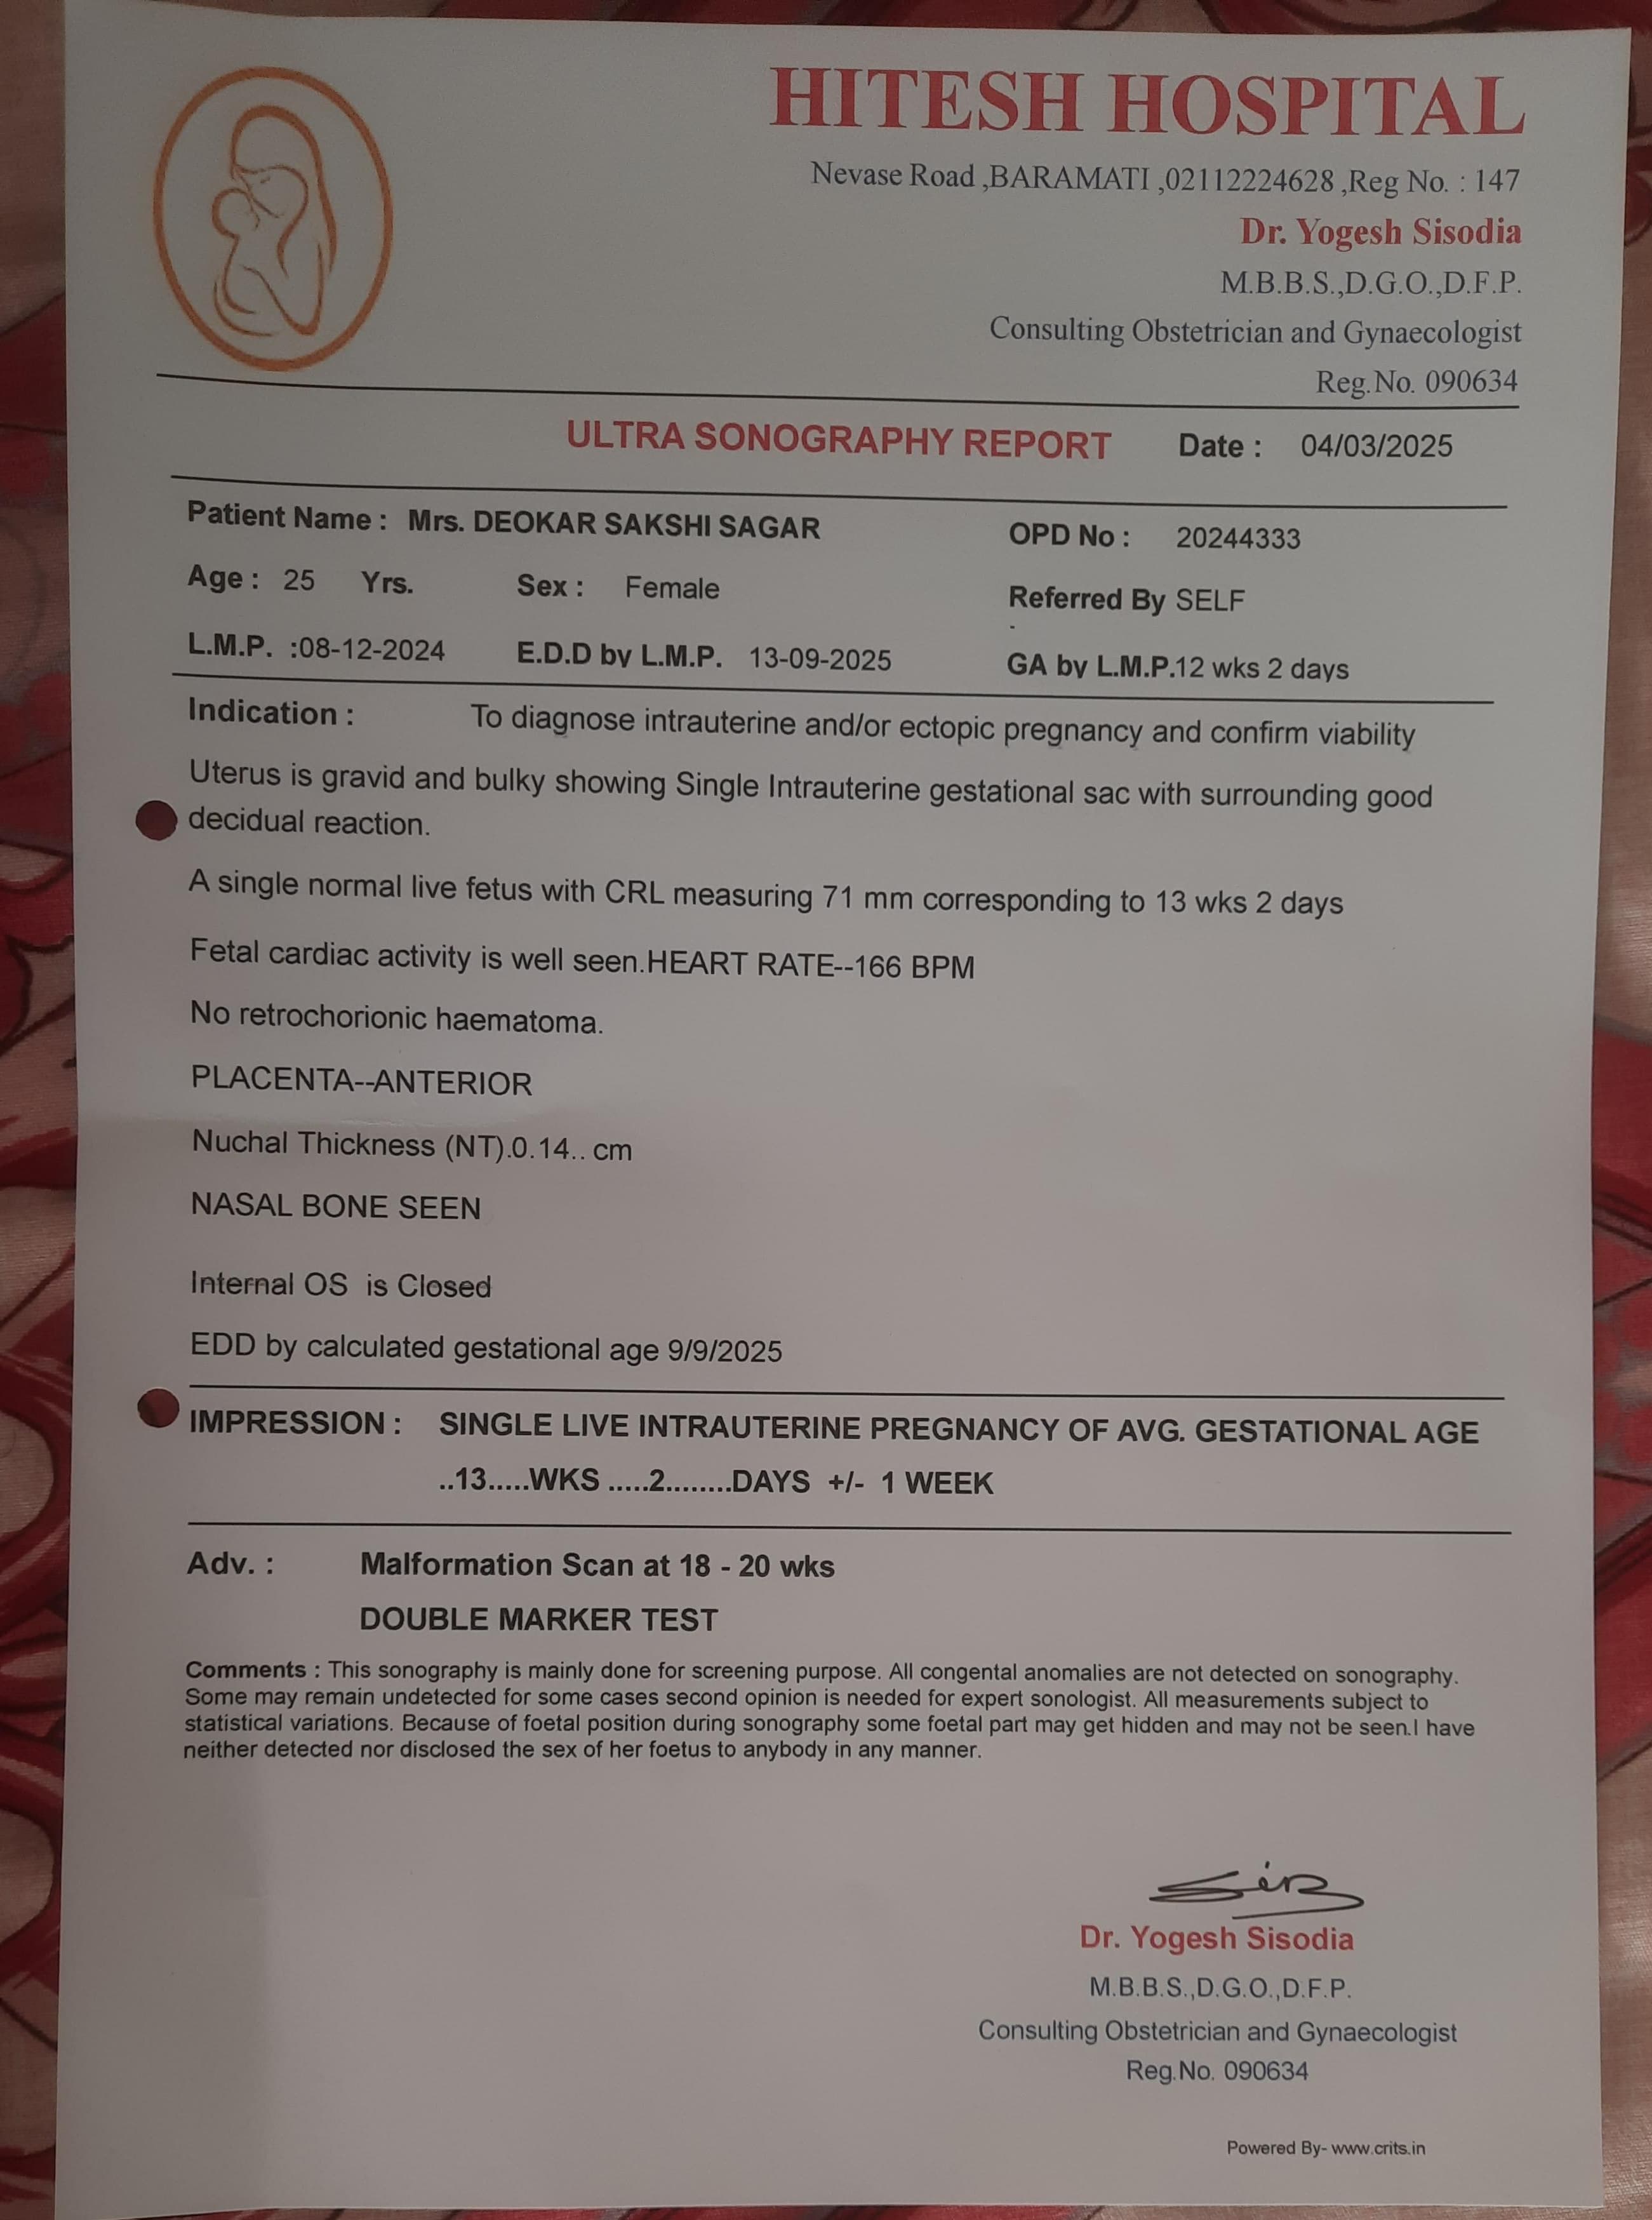 HITESH HOSPITAL
Nevase Road ,BARAMATI ,02112224628 ,Reg No. : 147
Dr. Yogesh Sisodia
M.B.B.S.,D.G.O.,D.F.P.
Consulting Obstetrician and Gynaecologist
Reg.No. 090634
ULTRA SONOGRAPHY REPORT Date : 04/03/2025
Patient Name : Mrs. DEOKAR SAKSHI SAGAR OPD No : 20244333
Age : 25 Yrs. Sex : Female Referred By SELF
L.M.P. :08-12-2024 E.D.D by L.M.P. 13-09-2025 GA by L.M.P.12 wks 2 days
Indication : To diagnose intrauterine and/or ectopic pregnancy and confirm viability
Uterus is gravid and bulky showing Single Intrauterine gestational sac with surrounding good
decidual reaction.
A single normal live fetus with CRL measuring 71 mm corresponding to 13 wks 2 days
Fetal cardiac activity is well seen.HEART RATE--166 BPM
No retrochorionic haematoma.
PLACENTA--ANTERIOR
Nuchal Thickness (NT).0.14.. cm
NASAL BONE SEEN
Internal OS is Closed
EDD by calculated gestational age 9/9/2025
IMPRESSION : SINGLE LIVE INTRAUTERINE PREGNANCY OF AVG. GESTATIONAL AGE
..13.....WKS .....2........DAYS +/- 1 WEEK
Adv. : Malformation Scan at 18 - 20 wks
DOUBLE MARKER TEST
Comments : This sonography is mainly done for screening purpose. All congental anomalies are not detected on sonography.
Some may remain undetected for some cases second opinion is needed for expert sonologist. All measurements subject to
statistical variations. Because of foetal position during sonography some foetal part may get hidden and may not be seen.I have
neither detected nor disclosed the sex of her foetus to anybody in any manner.
Dr. Yogesh Sisodia
M.B.B.S.,D.G.O.,D.F.P.
Consulting Obstetrician and Gynaecologist
Reg.No. 090634
Powered By- www.crits.in